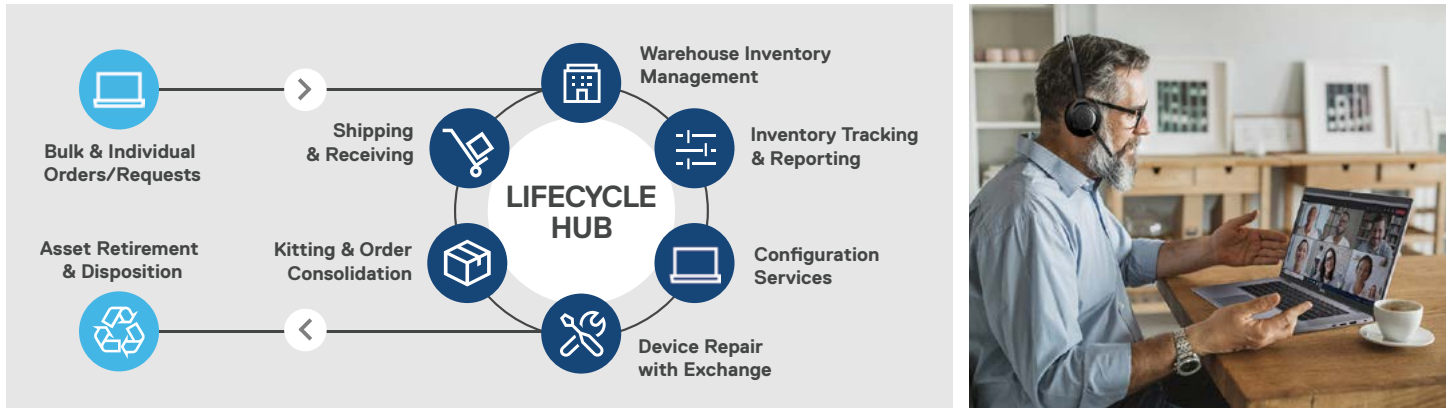 Bulk & Individual
Orders/Requests
Asset Retirement
& Disposition
Shipping
& Receiving
Kitting & Order
Consolidation
LIFECYCLE
HUB
Warehouse Inventory
Management
Inventory Tracking
& Reporting
Configuration
Services
Device Repair
with Exchange